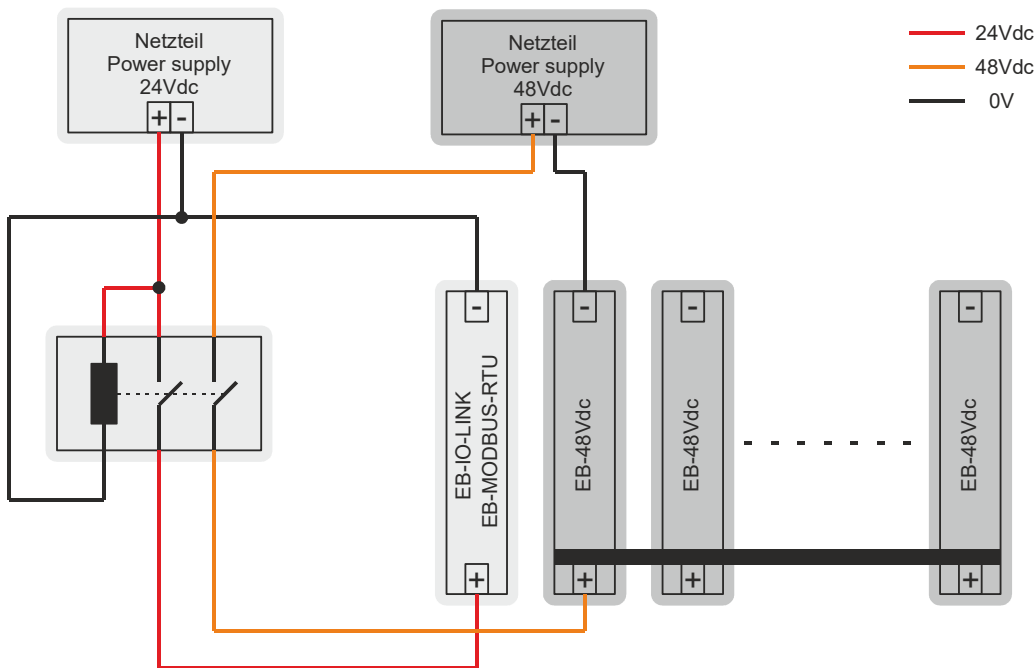 Netzteil
Power supply
24Vdc
+ -
Netzteil
Power supply
48Vdc
+ -
24Vdc
48Vdc
0V
-
EB-IO-LINK
EB-MODBUS-RTU
+
-
EB-48Vdc
+
-
EB-48Vdc
+
-
EB-48Vdc
+